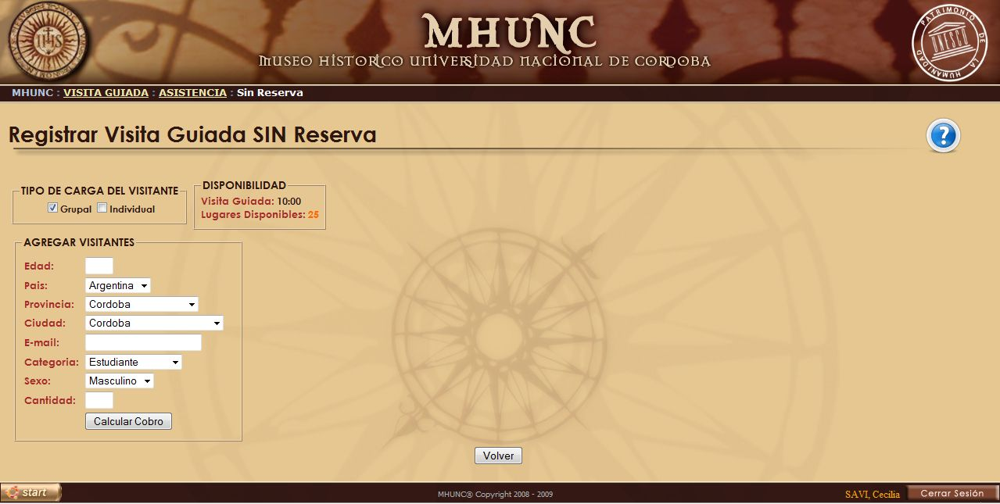 MHUNC
MUSEO HISTORICO UNIVERSIDAD NACIONAL DE CORDOBA
IHS
PATRIMONIO DE LA HUMANIDAD
UNESCO
MHUNC : VISITA GUIADA : ASISTENCIA : Sin Reserva
Registrar Visita Guiada SIN Reserva
?
TIPO DE CARGA DEL VISITANTE
Grupal Individual
DISPONIBILIDAD
Visita Guiada: 10:00
Lugares Disponibles: 25
AGREGAR VISITANTES
Edad:
Pais: Argentina
Provincia: Cordoba
Ciudad: Cordoba
E-mail:
Categoria: Estudiante
Sexo: Masculino
Cantidad:
Calcular Cobro
Volver
start
MHUNC® Copyright 2008 - 2009
SAVI, Cecilia
Cerrar Sesión